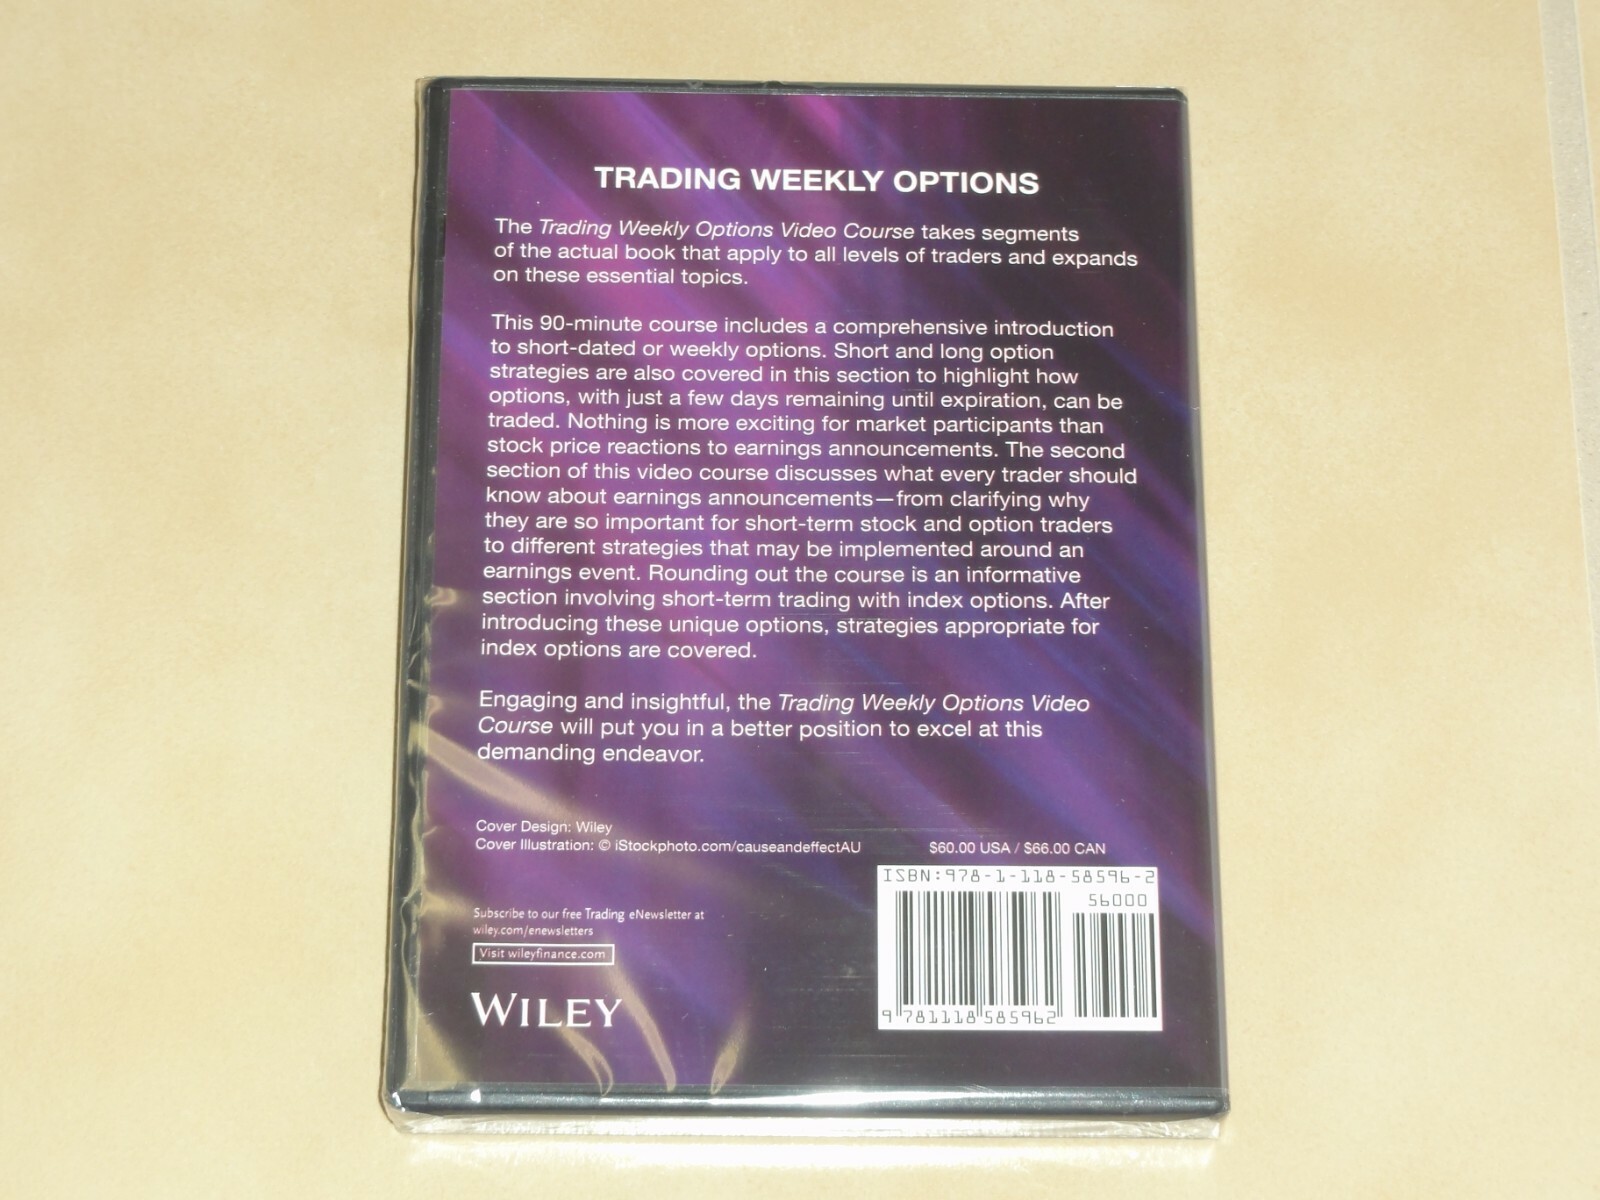 TRADING WEEKLY OPTIONS
The Trading Weekly Options Video Course takes segments
of the actual book that apply to all levels of traders and expands
on these essential topics.
This 90-minute course includes a comprehensive introduction
to short-dated or weekly options. Short and long option
strategies are also covered in this section to highlight how
options, with just a few days remaining until expiration, can be
traded. Nothing is more exciting for market participants than
stock price reactions to earnings announcements. The second
section of this video course discusses what every trader should
know about earnings announcements—from clarifying why
they are so important for short-term stock and option traders
to different strategies that may be implemented around an
earnings event. Rounding out the course is an informative
section involving short-term trading with index options. After
introducing these unique options, strategies appropriate for
index options are covered.
Engaging and insightful, the Trading Weekly Options Video
Course will put you in a better position to excel at this
demanding endeavor.
Cover Design: Wiley
Cover Illustration: © iStockphoto.com/causeandeffectAU
$60.00 USA / $66.00 CAN
ISBN:978-1-118-58596-2
56000
9 781118 585962
Subscribe to our free Trading eNewsletter at
wiley.com/enewsletters
Visit wileyfinance.com
WILEY